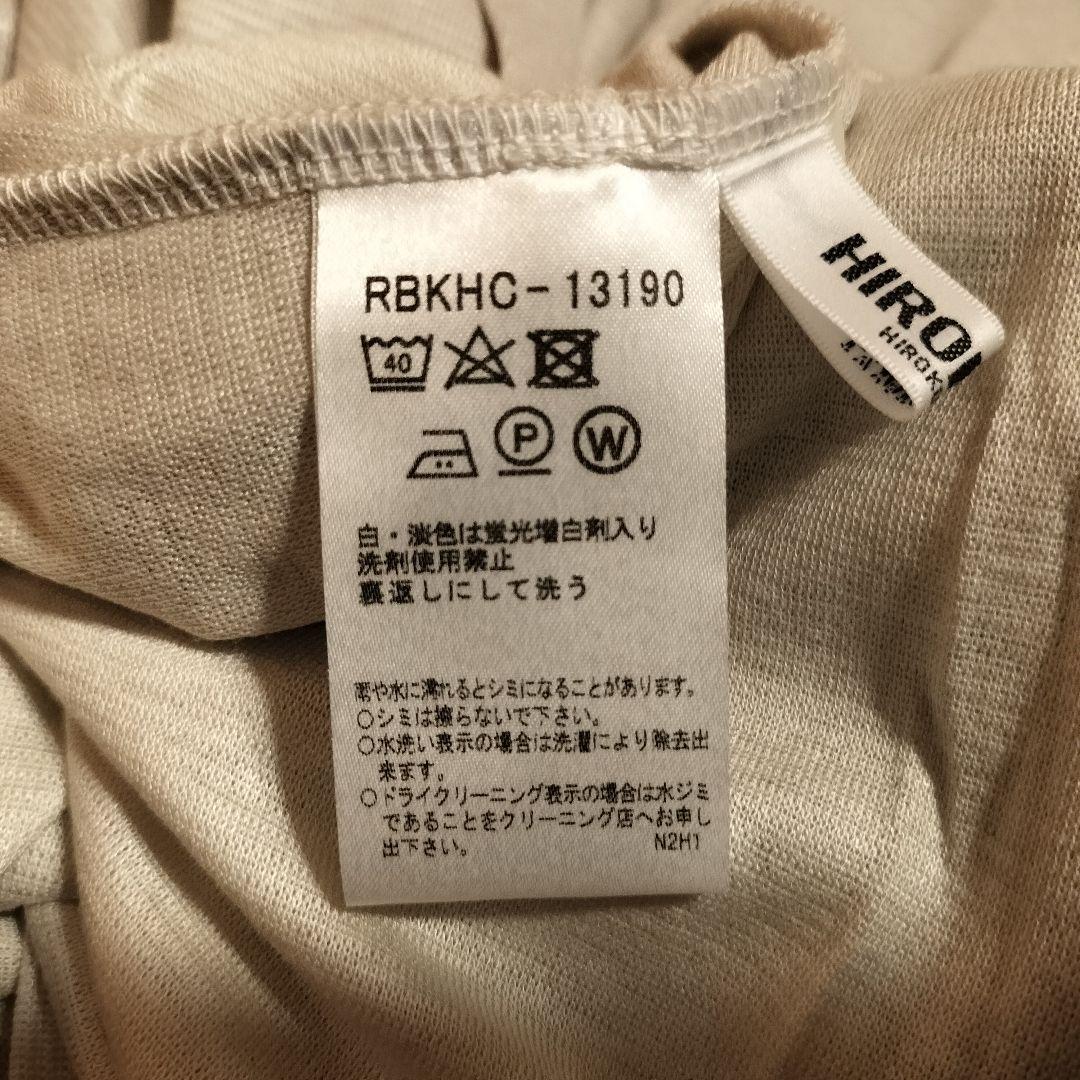 RBKHC-13190
40
P W
白・淡色は蛍光増白剤入り
洗剤使用禁止
裏返しにして洗う
雨や水に濡れるとシミになることがあります。
○シミは擦らないで下さい。
○水洗い表示の場合は洗濯により除去出
来ます。
○ドライクリーニング表示の場合は水ジミ
であることをクリーニング店へお申し
出下さい。 N2H1
HIRO
HIROK